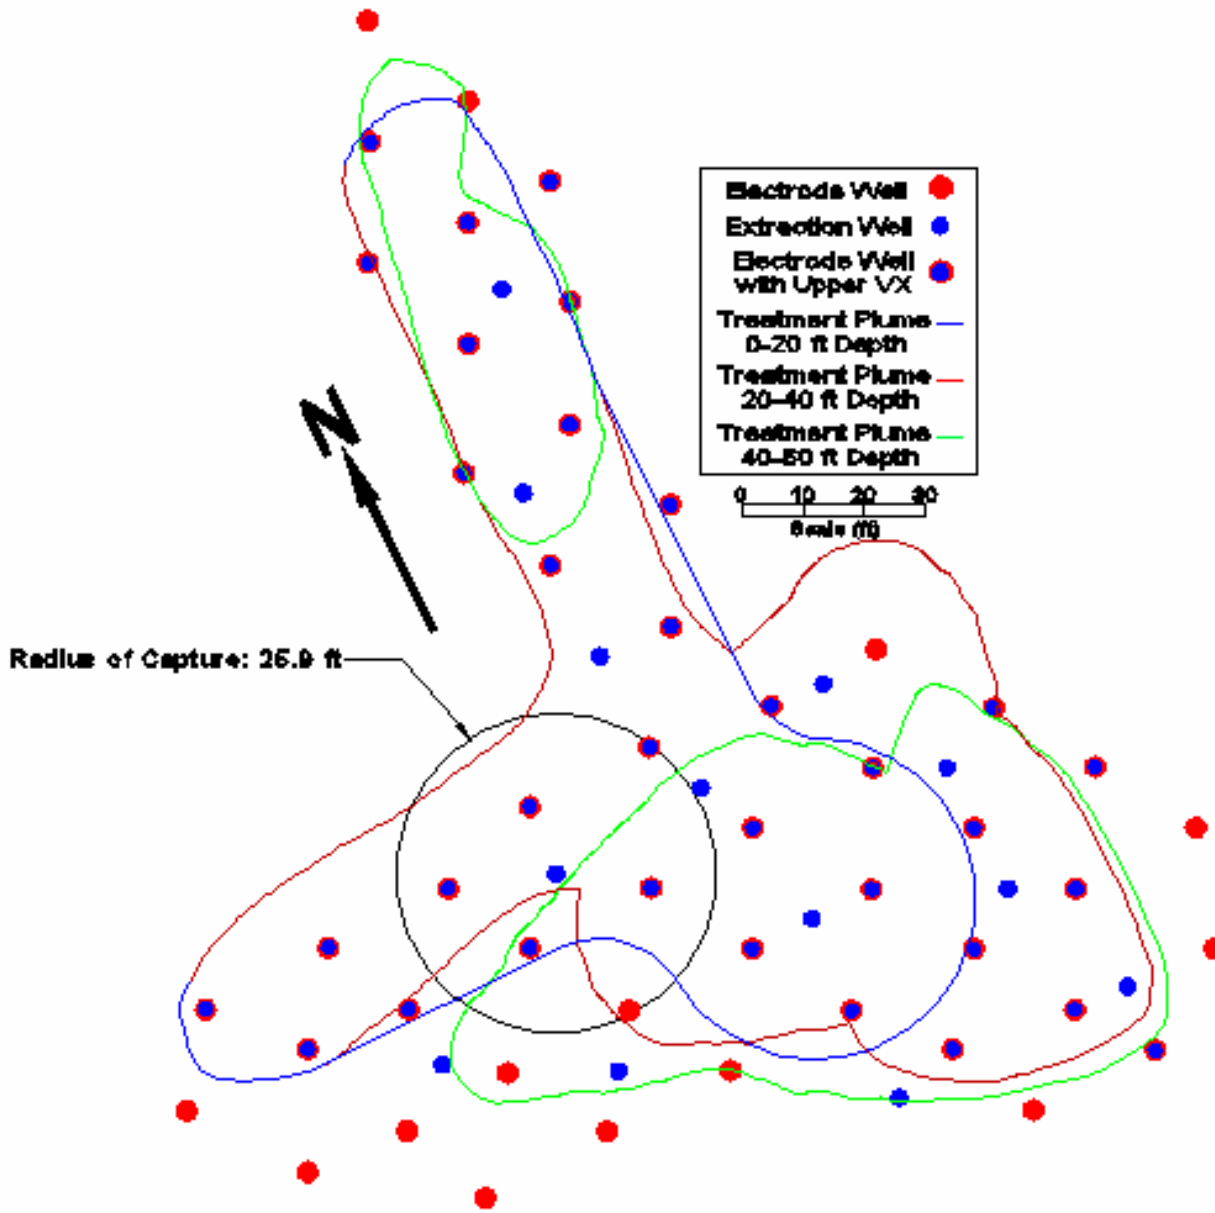 Electrode Well
Extraction Well
Electrode Well
with Upper VX
Treatment Plume
0-20 ft Depth
Treatment Plume
20-40 ft Depth
Treatment Plume
40-60 ft Depth
0 10 20 30
Scale (ft)
N
Radius of Capture: 25.9 ft